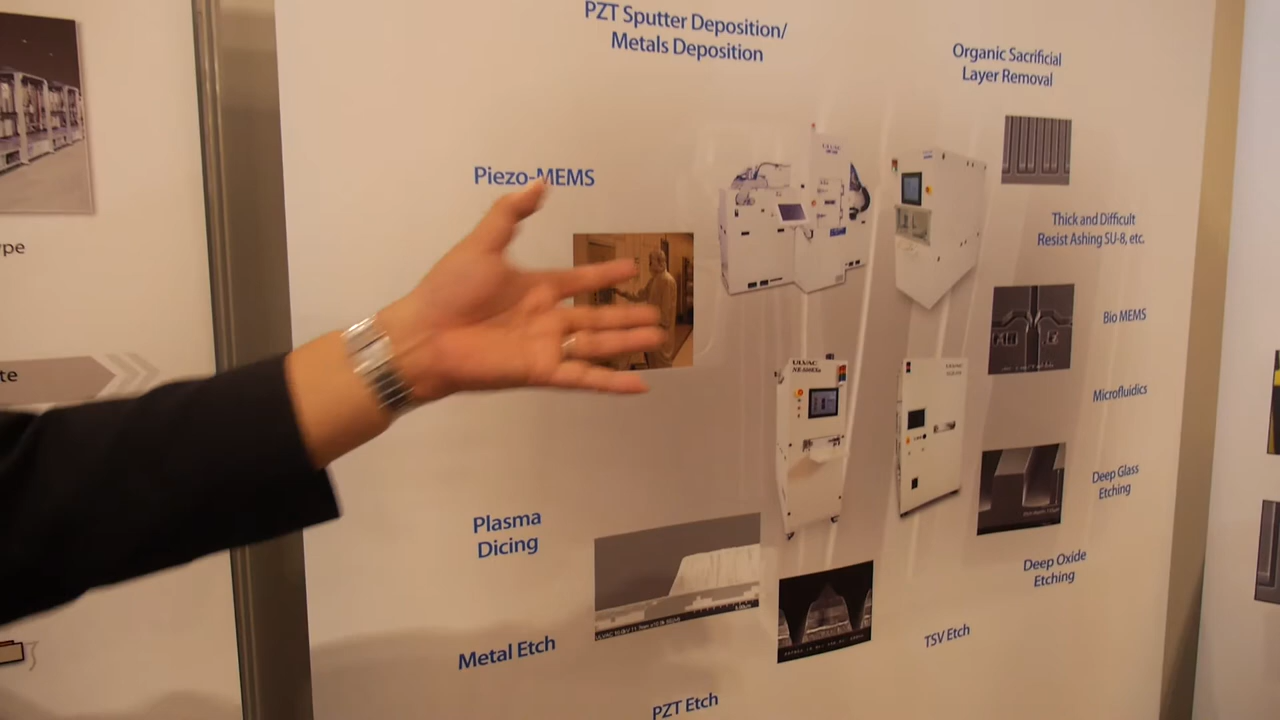 PZT Sputter Deposition/
Metals Deposition
Organic Sacrificial
Layer Removal
Piezo-MEMS
ULVAC
Thick and Difficult
Resist Ashing SU-8, etc.
ype
Bio MEMS
ULVAC
te
Microfluidics
Deep Glass
Etching
Plasma
Dicing
Deep Oxide
Etching
Metal Etch
TSV Etch
PZT Etch